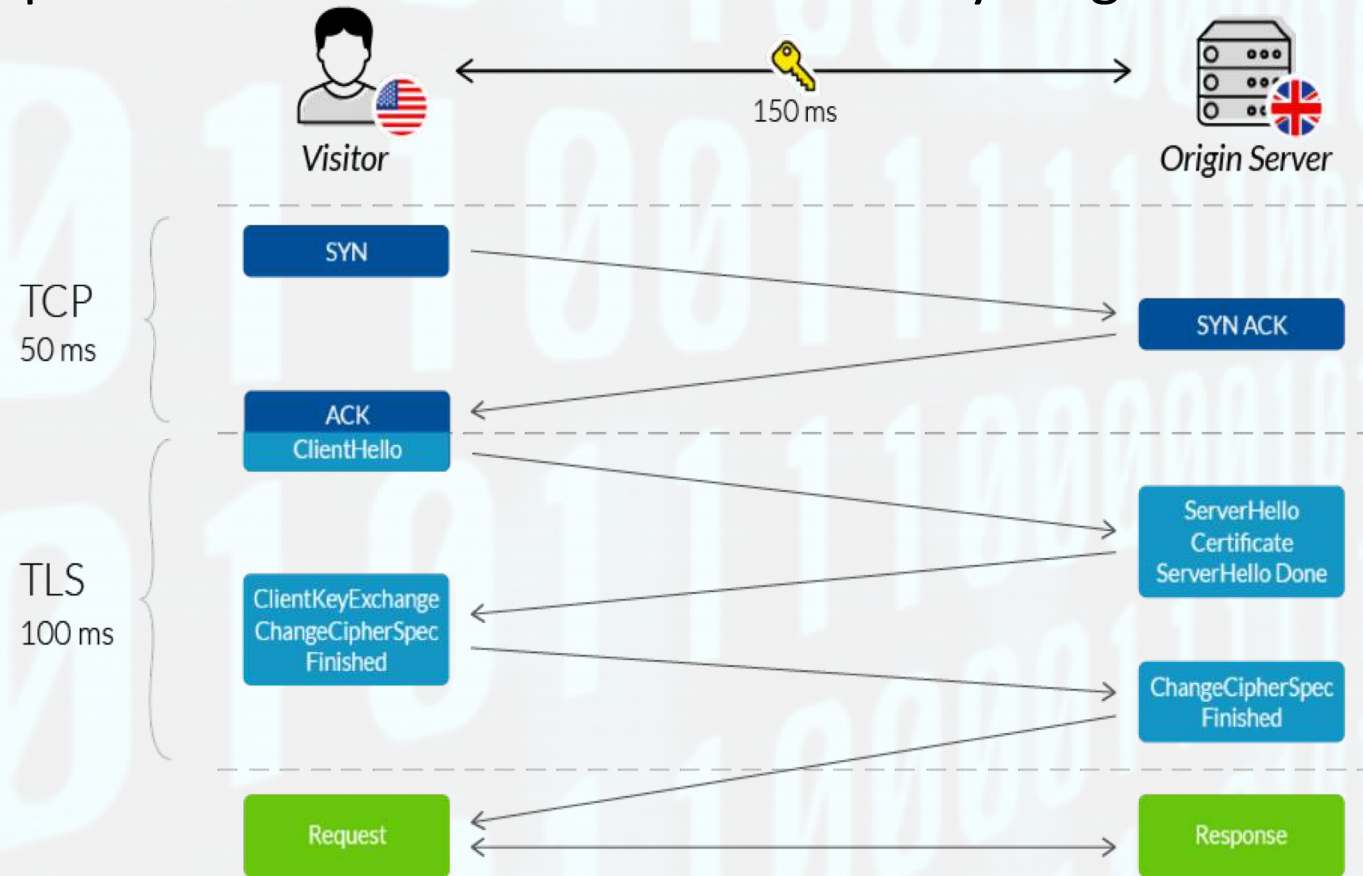 150 ms
Visitor
Origin Server
SYN
TCP
50 ms
SYN ACK
ACK
ClientHello
ServerHello
Certificate
ServerHello Done
TLS
100 ms
ClientKeyExchange
ChangeCipherSpec
Finished
ChangeCipherSpec
Finished
Request
Response